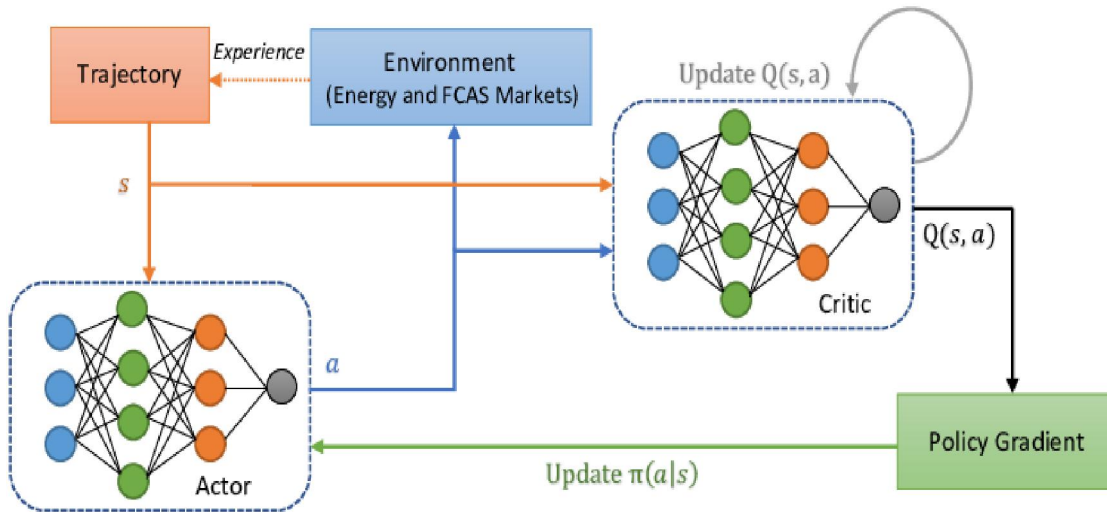 Trajectory
Experience
Environment
(Energy and FCAS Markets)
Update Q(s, a)
s
Q(s, a)
Critic
a
Actor
Update π(a|s)
Policy Gradient